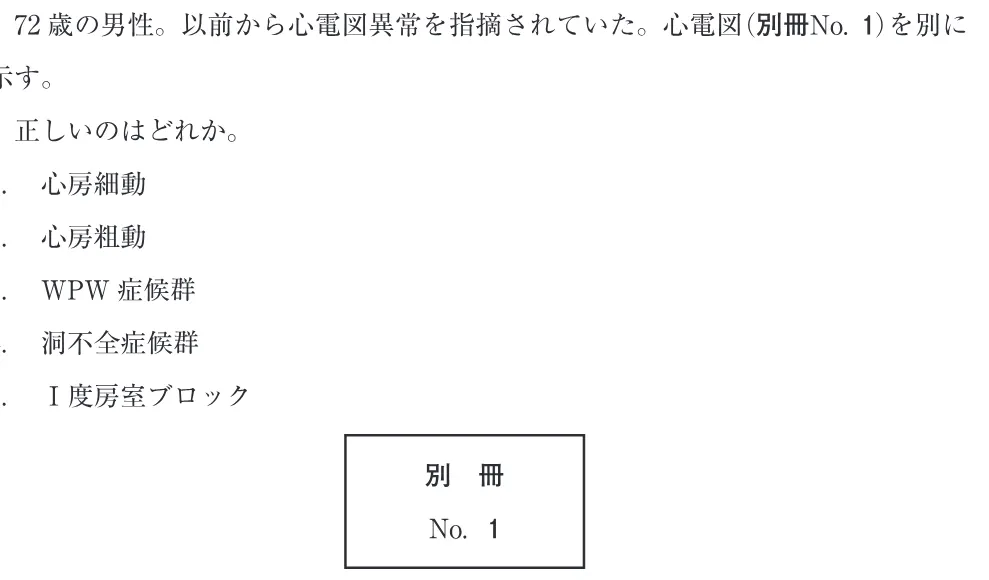 72 歳の男性。以前から心電図異常を指摘されていた。心電図(別冊No. 1)を別に
示す。
正しいのはどれか。
. 心房細動
. 心房粗動
. WPW 症候群
. 洞不全症候群
. Ⅰ度房室ブロック
別 冊
No. 1